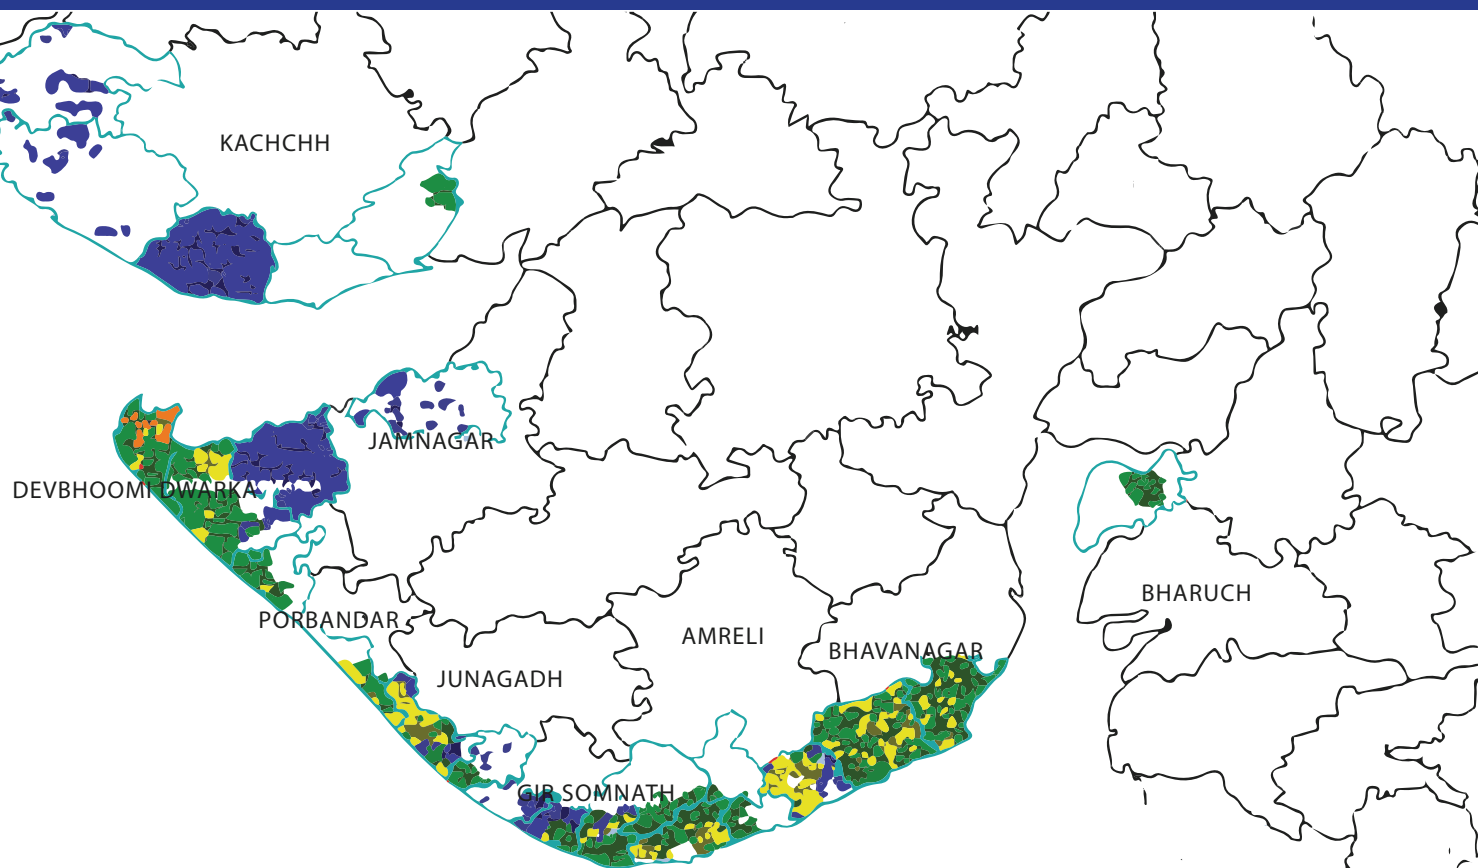 KACHCHH
JAMNAGAR
DEVBHOOMI DWARKA
BHARUCH
PORBANDAR
AMRELI
BHAVANAGAR
JUNAGADH
GIR SOMNATH